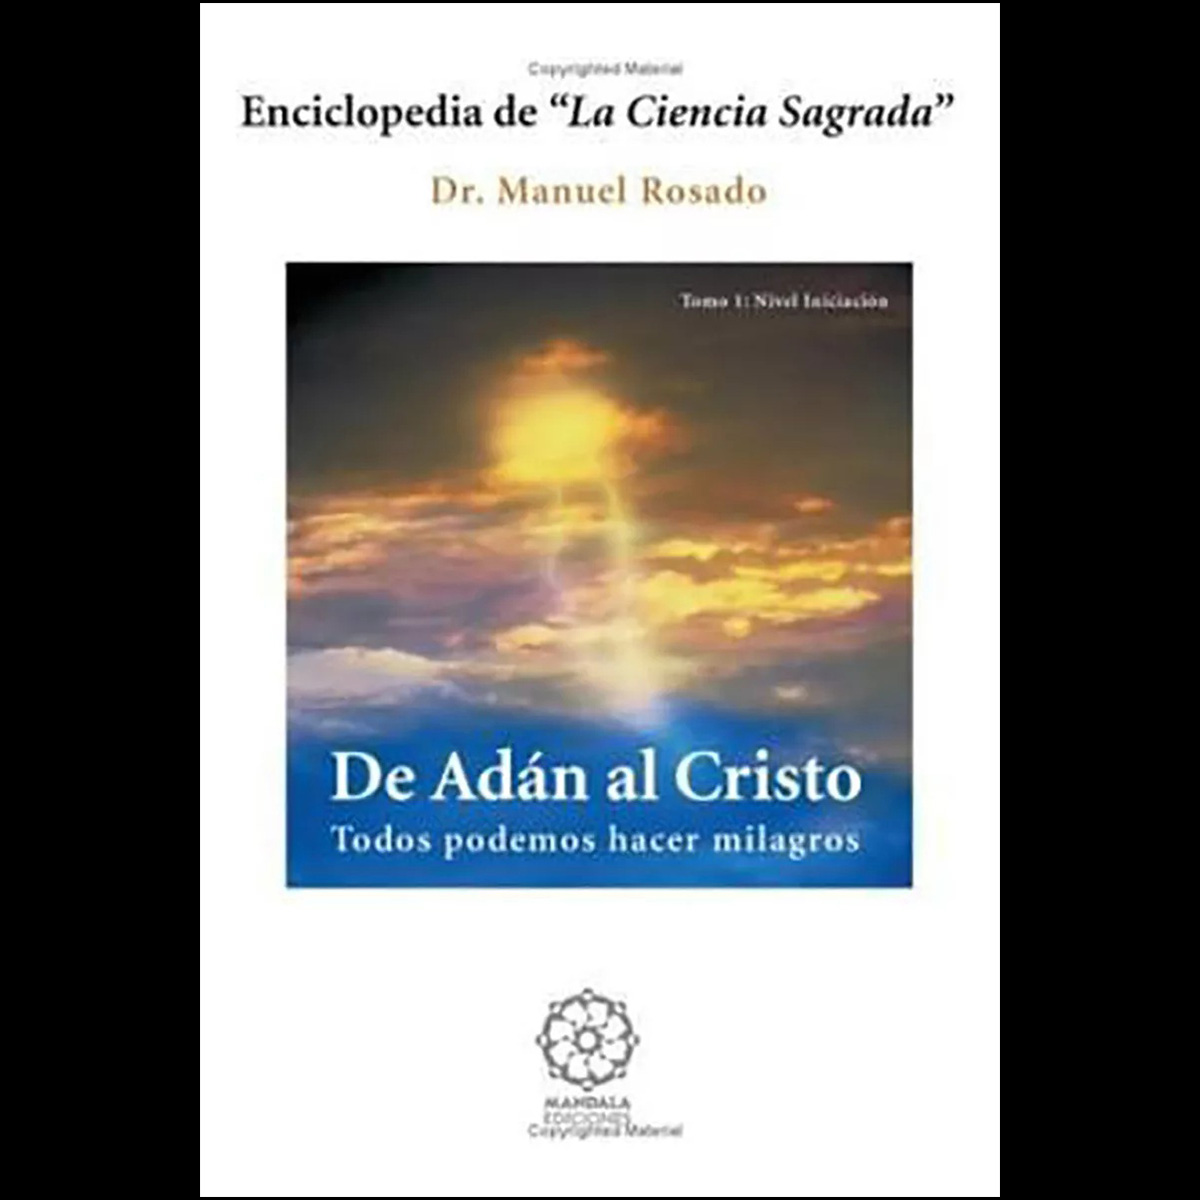 Copyrighted Material
Enciclopedia de “La Ciencia Sagrada”
Dr. Manuel Rosado
Tomo 1: Nivel Iniciación
De Adán al Cristo
Todos podemos hacer milagros
MANDALA
EDICIONES
Copyrighted Material